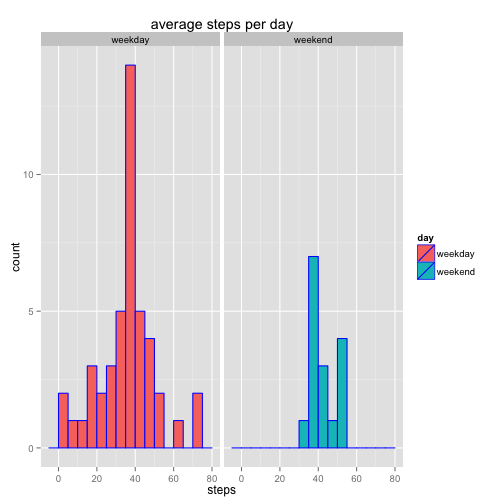 average steps per day
weekday
weekend
count
10
5
0
0 20 40 60 80
0 20 40 60 80
steps
day
weekday
weekend